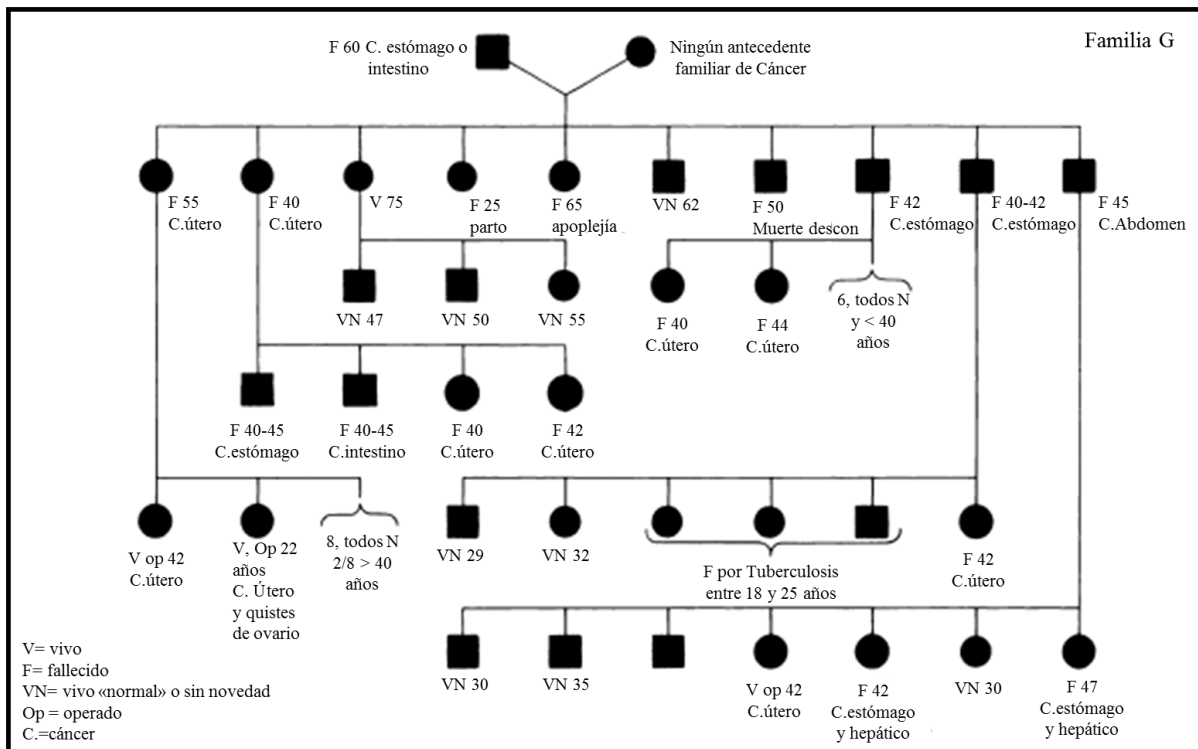 Familia G
F 60 C. estómago o
intestino
Ningún antecedente
familiar de Cáncer
F 55
C.útero
F 40
C.útero
V 75
F 25
parto
F 65
apoplejía
VN 62
F 50
Muerte descon
F 42
C.estómago
F 40-42
C.estómago
F 45
C.Abdomen
VN 47
VN 50
VN 55
F 40
C.útero
F 44
C.útero
6, todos N
y < 40
años
F 40-45
C.estómago
F 40-45
C.intestino
F 40
C.útero
F 42
C.útero
V op 42
C.útero
V, Op 22
años
C. Útero
y quistes
de ovario
8, todos N
2/8 > 40
años
VN 29
VN 32
F por Tuberculosis
entre 18 y 25 años
F 42
C.útero
VN 30
VN 35
V op 42
C.útero
F 42
C.estómago
y hepático
VN 30
F 47
C.estómago
y hepático
V= vivo
F= fallecido
VN= vivo «normal» o sin novedad
Op = operado
C.=cáncer